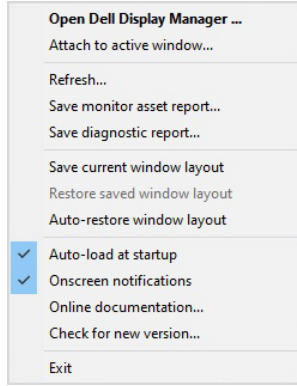 Open Dell Display Manager ...
Attach to active window...
Refresh...
Save monitor asset report...
Save diagnostic report...
Save current window layout
Restore saved window layout
Auto-restore window layout
Auto-load at startup
Onscreen notifications
Online documentation...
Check for new version...
Exit